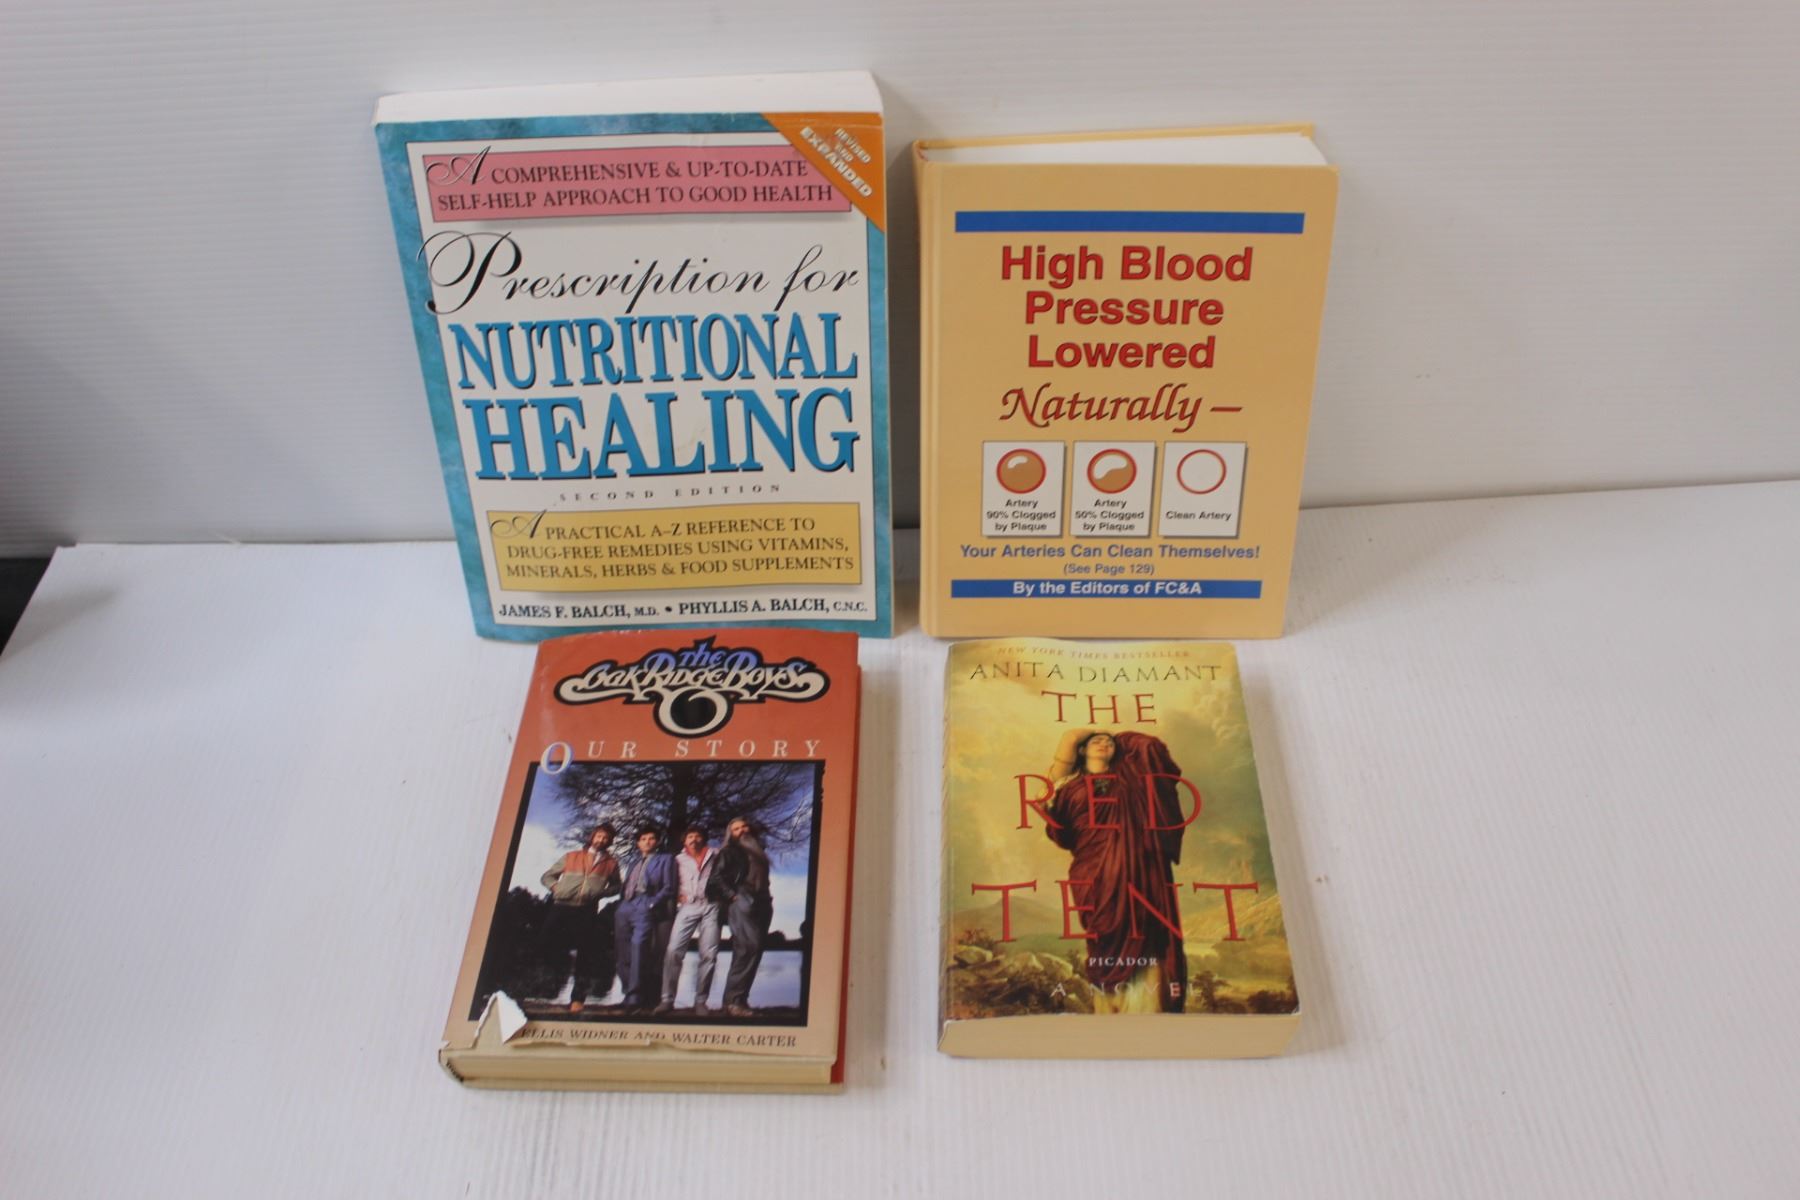 REVISED
AND
EXPANDED
A COMPREHENSIVE & UP-TO-DATE
SELF-HELP APPROACH TO GOOD HEALTH
Prescription for
NUTRITIONAL
HEALING
SECOND EDITION
A PRACTICAL A–Z REFERENCE TO
DRUG-FREE REMEDIES USING VITAMINS,
MINERALS, HERBS & FOOD SUPPLEMENTS
JAMES F. BALCH, M.D. • PHYLLIS A. BALCH, C.N.C.
High Blood
Pressure
Lowered
Naturally –
Artery
90% Clogged
by Plaque
Artery
50% Clogged
by Plaque
Clean Artery
Your Arteries Can Clean Themselves!
(See Page 129)
By the Editors of FC&A
The
Oak Ridge Boys
OUR STORY
ELLIS WIDNER AND WALTER CARTER
NEW YORK TIMES BESTSELLER
ANITA DIAMANT
THE
RED
TENT
PICADOR
A NOVEL